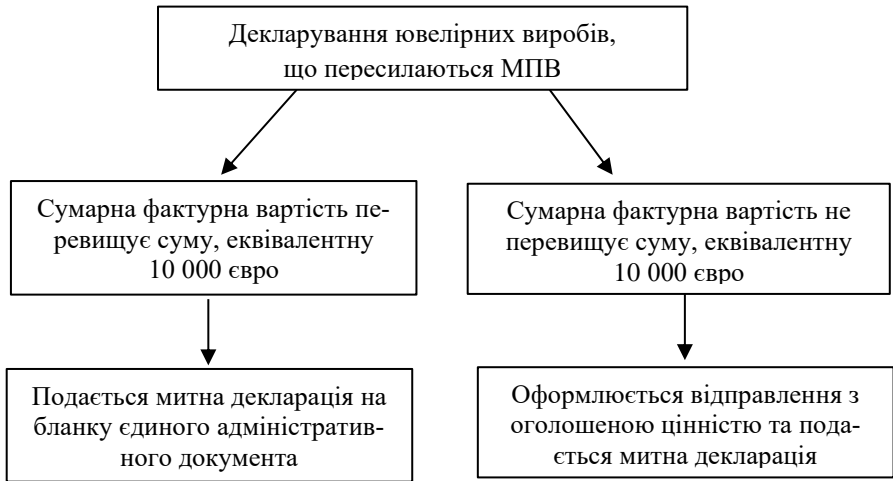 Декларування ювелірних виробів,
що пересилаються МПВ
Сумарна фактурна вартість пе-
ревищує суму, еквівалентну
10 000 євро
Сумарна фактурна вартість не
перевищує суму, еквівалентну
10 000 євро
Подається митна декларація на
бланку єдиного адміністратив-
ного документа
Оформлюється відправлення з
оголошеною цінністю та пода-
ється митна декларація